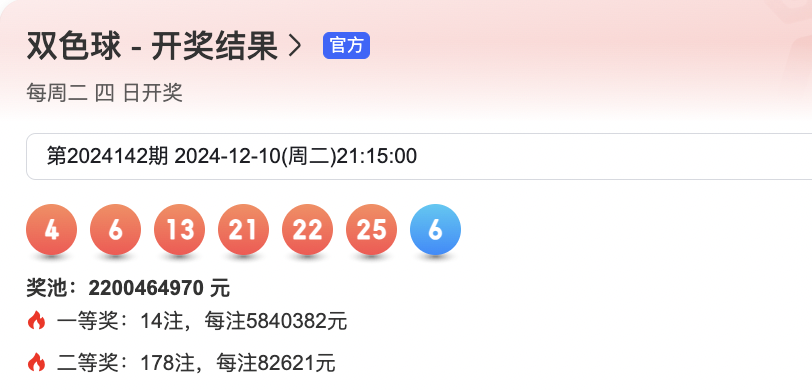 双色球 - 开奖结果 官方
每周二 四 日开奖
第2024142期 2024-12-10(周二)21:15:00
4 6 13 21 22 25 6
奖池：2200464970 元
一等奖：14注，每注5840382元
二等奖：178注，每注82621元